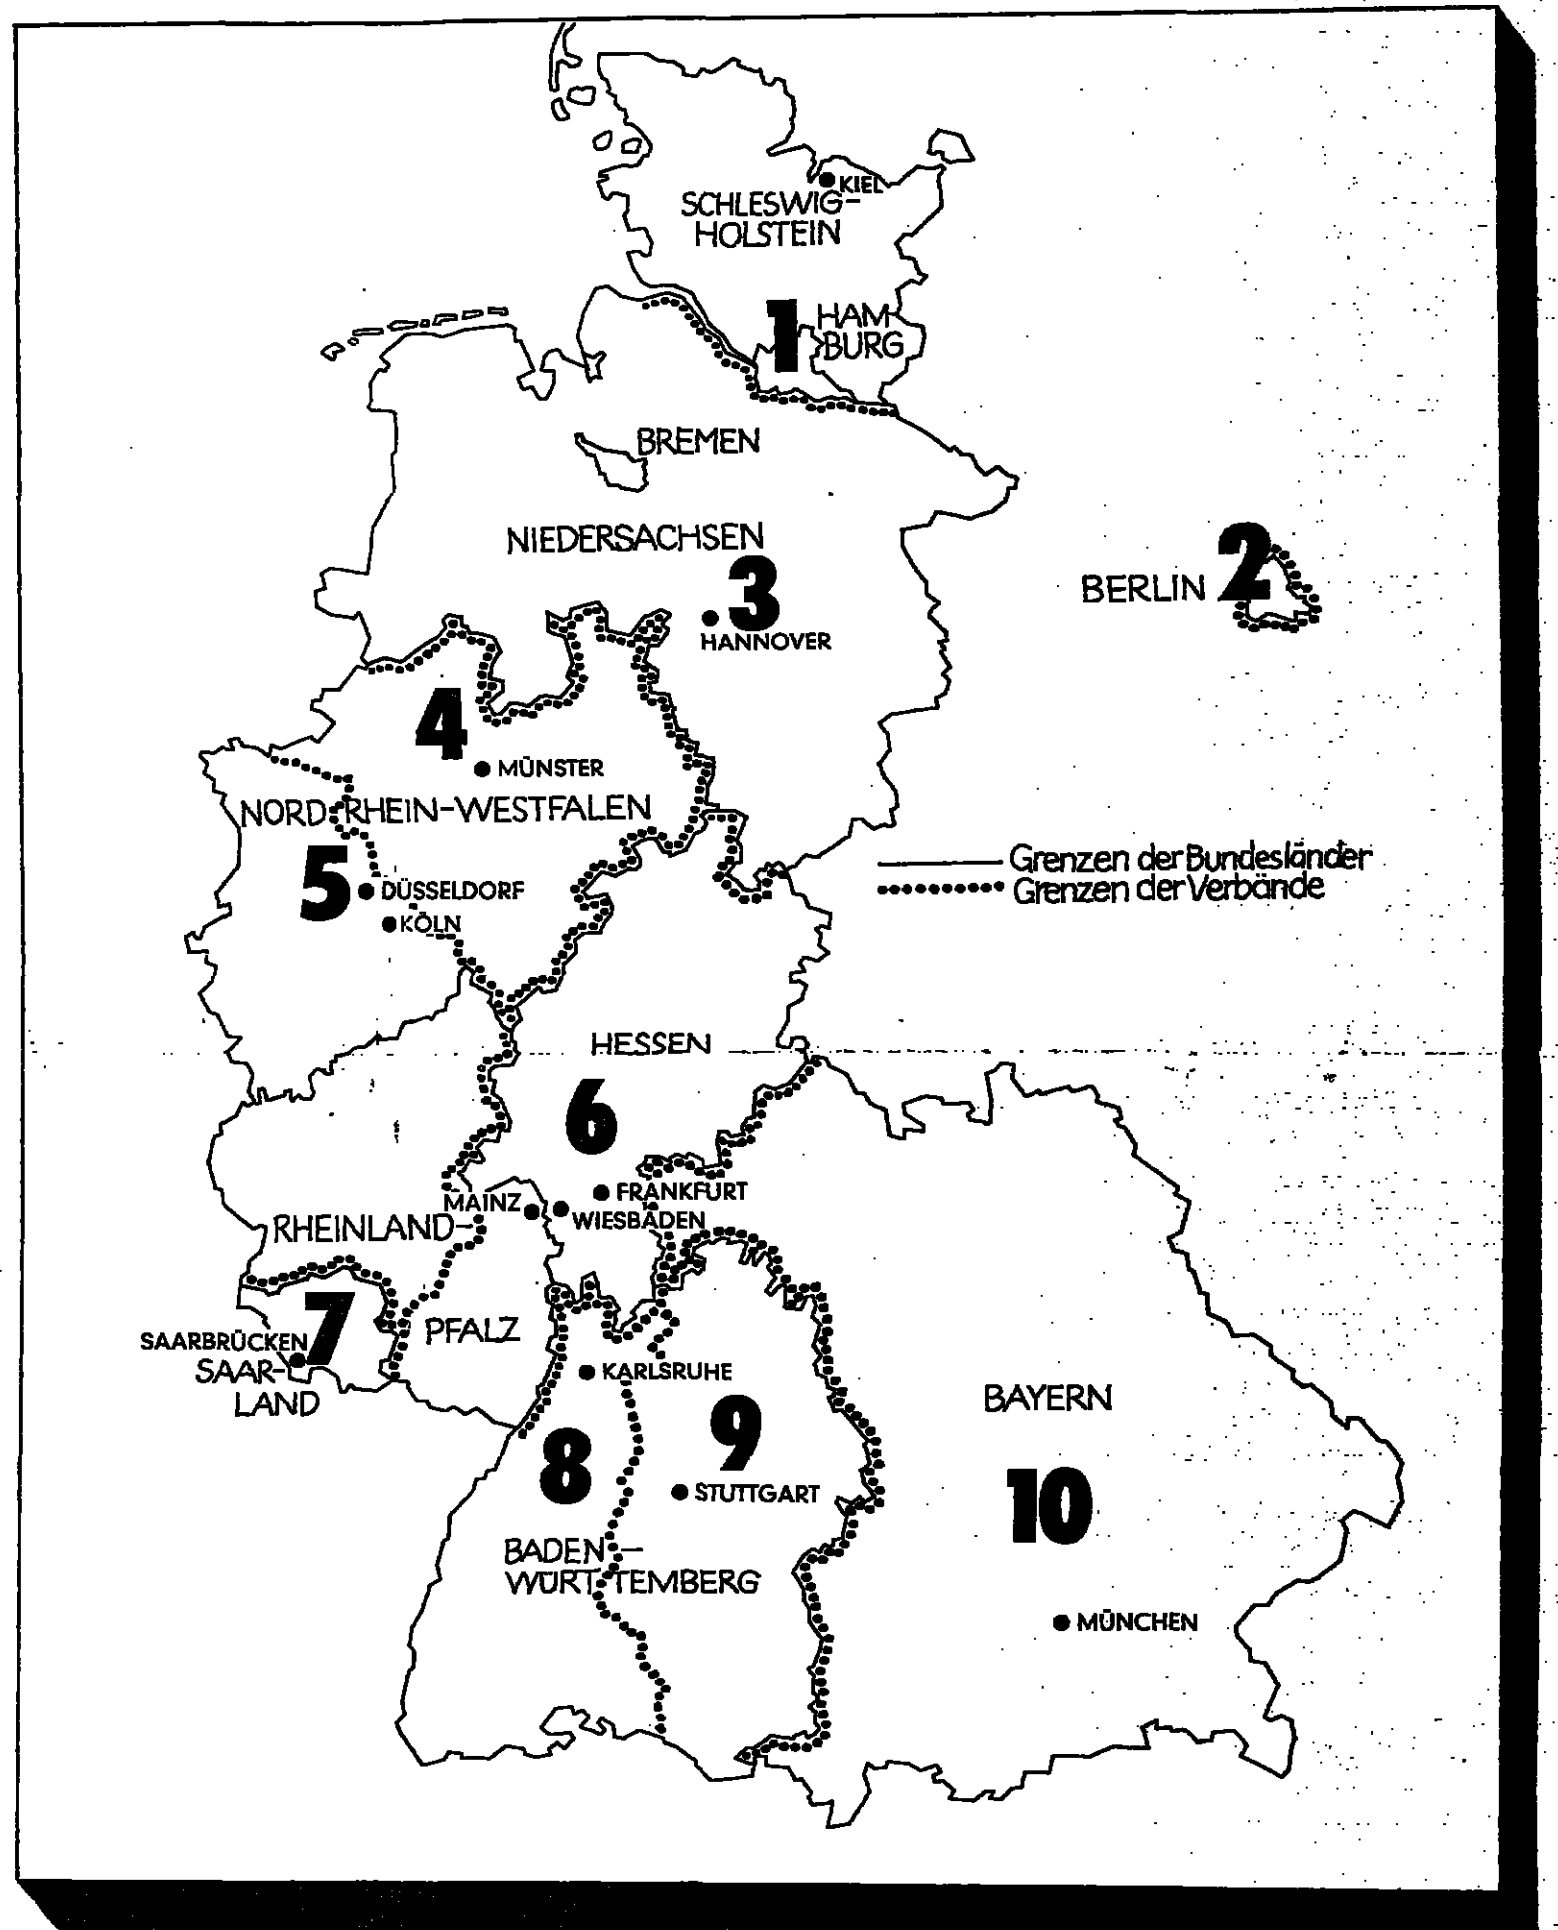 KIEL
SCHLESWIG-
HOLSTEIN
1
HAM
BURG
BREMEN
NIEDERSACHSEN
3
HANNOVER
BERLIN
2
4
MÜNSTER
NORD RHEIN-WESTFALEN
5
DÜSSELDORF
KÖLN
Grenzen der Bundesländer
Grenzen der Verbände
HESSEN
6
FRANKFURT
MAINZ
WIESBADEN
RHEINLAND-
PFALZ
7
SAARBRÜCKEN
SAAR-
LAND
KARLSRUHE
8
9
STUTTGART
BADEN-
WÜRTTEMBERG
BAYERN
10
MÜNCHEN